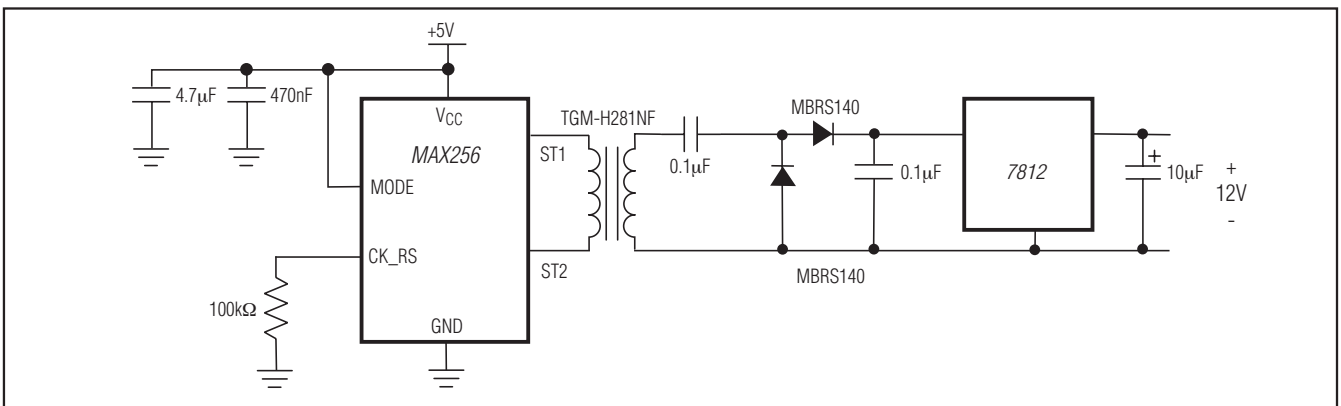 +5V
4.7µF
470nF
VCC
MAX256
MODE
CK_RS
GND
100kΩ
ST1
ST2
TGM-H281NF
0.1µF
MBRS140
0.1µF
MBRS140
7812
+
10µF
+
12V
-